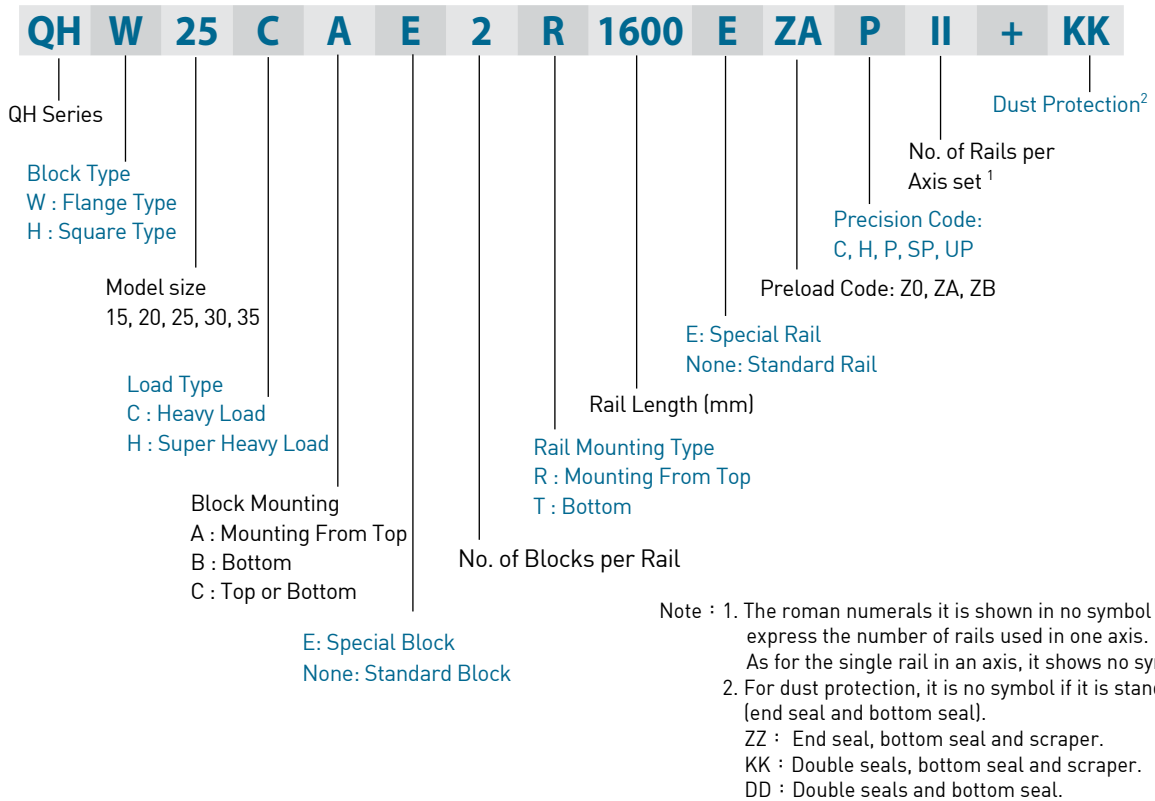 QH W 25 C A E 2 R 1600 E ZA P II + KK
QH Series
Block Type
W : Flange Type
H : Square Type
Model size
15, 20, 25, 30, 35
Load Type
C : Heavy Load
H : Super Heavy Load
Block Mounting
A : Mounting From Top
B : Bottom
C : Top or Bottom
E: Special Block
None: Standard Block
No. of Blocks per Rail
Rail Mounting Type
R : Mounting From Top
T : Bottom
Rail Length (mm)
E: Special Rail
None: Standard Rail
Preload Code: Z0, ZA, ZB
Precision Code:
C, H, P, SP, UP
No. of Rails per
Axis set 1
Dust Protection2
Note : 1. The roman numerals it is shown in no symbol
express the number of rails used in one axis.
As for the single rail in an axis, it shows no
2. For dust protection, it is no symbol if it is
(end seal and bottom seal).
ZZ : End seal, bottom seal and scraper.
KK : Double seals, bottom seal and scraper.
DD : Double seals and bottom seal.